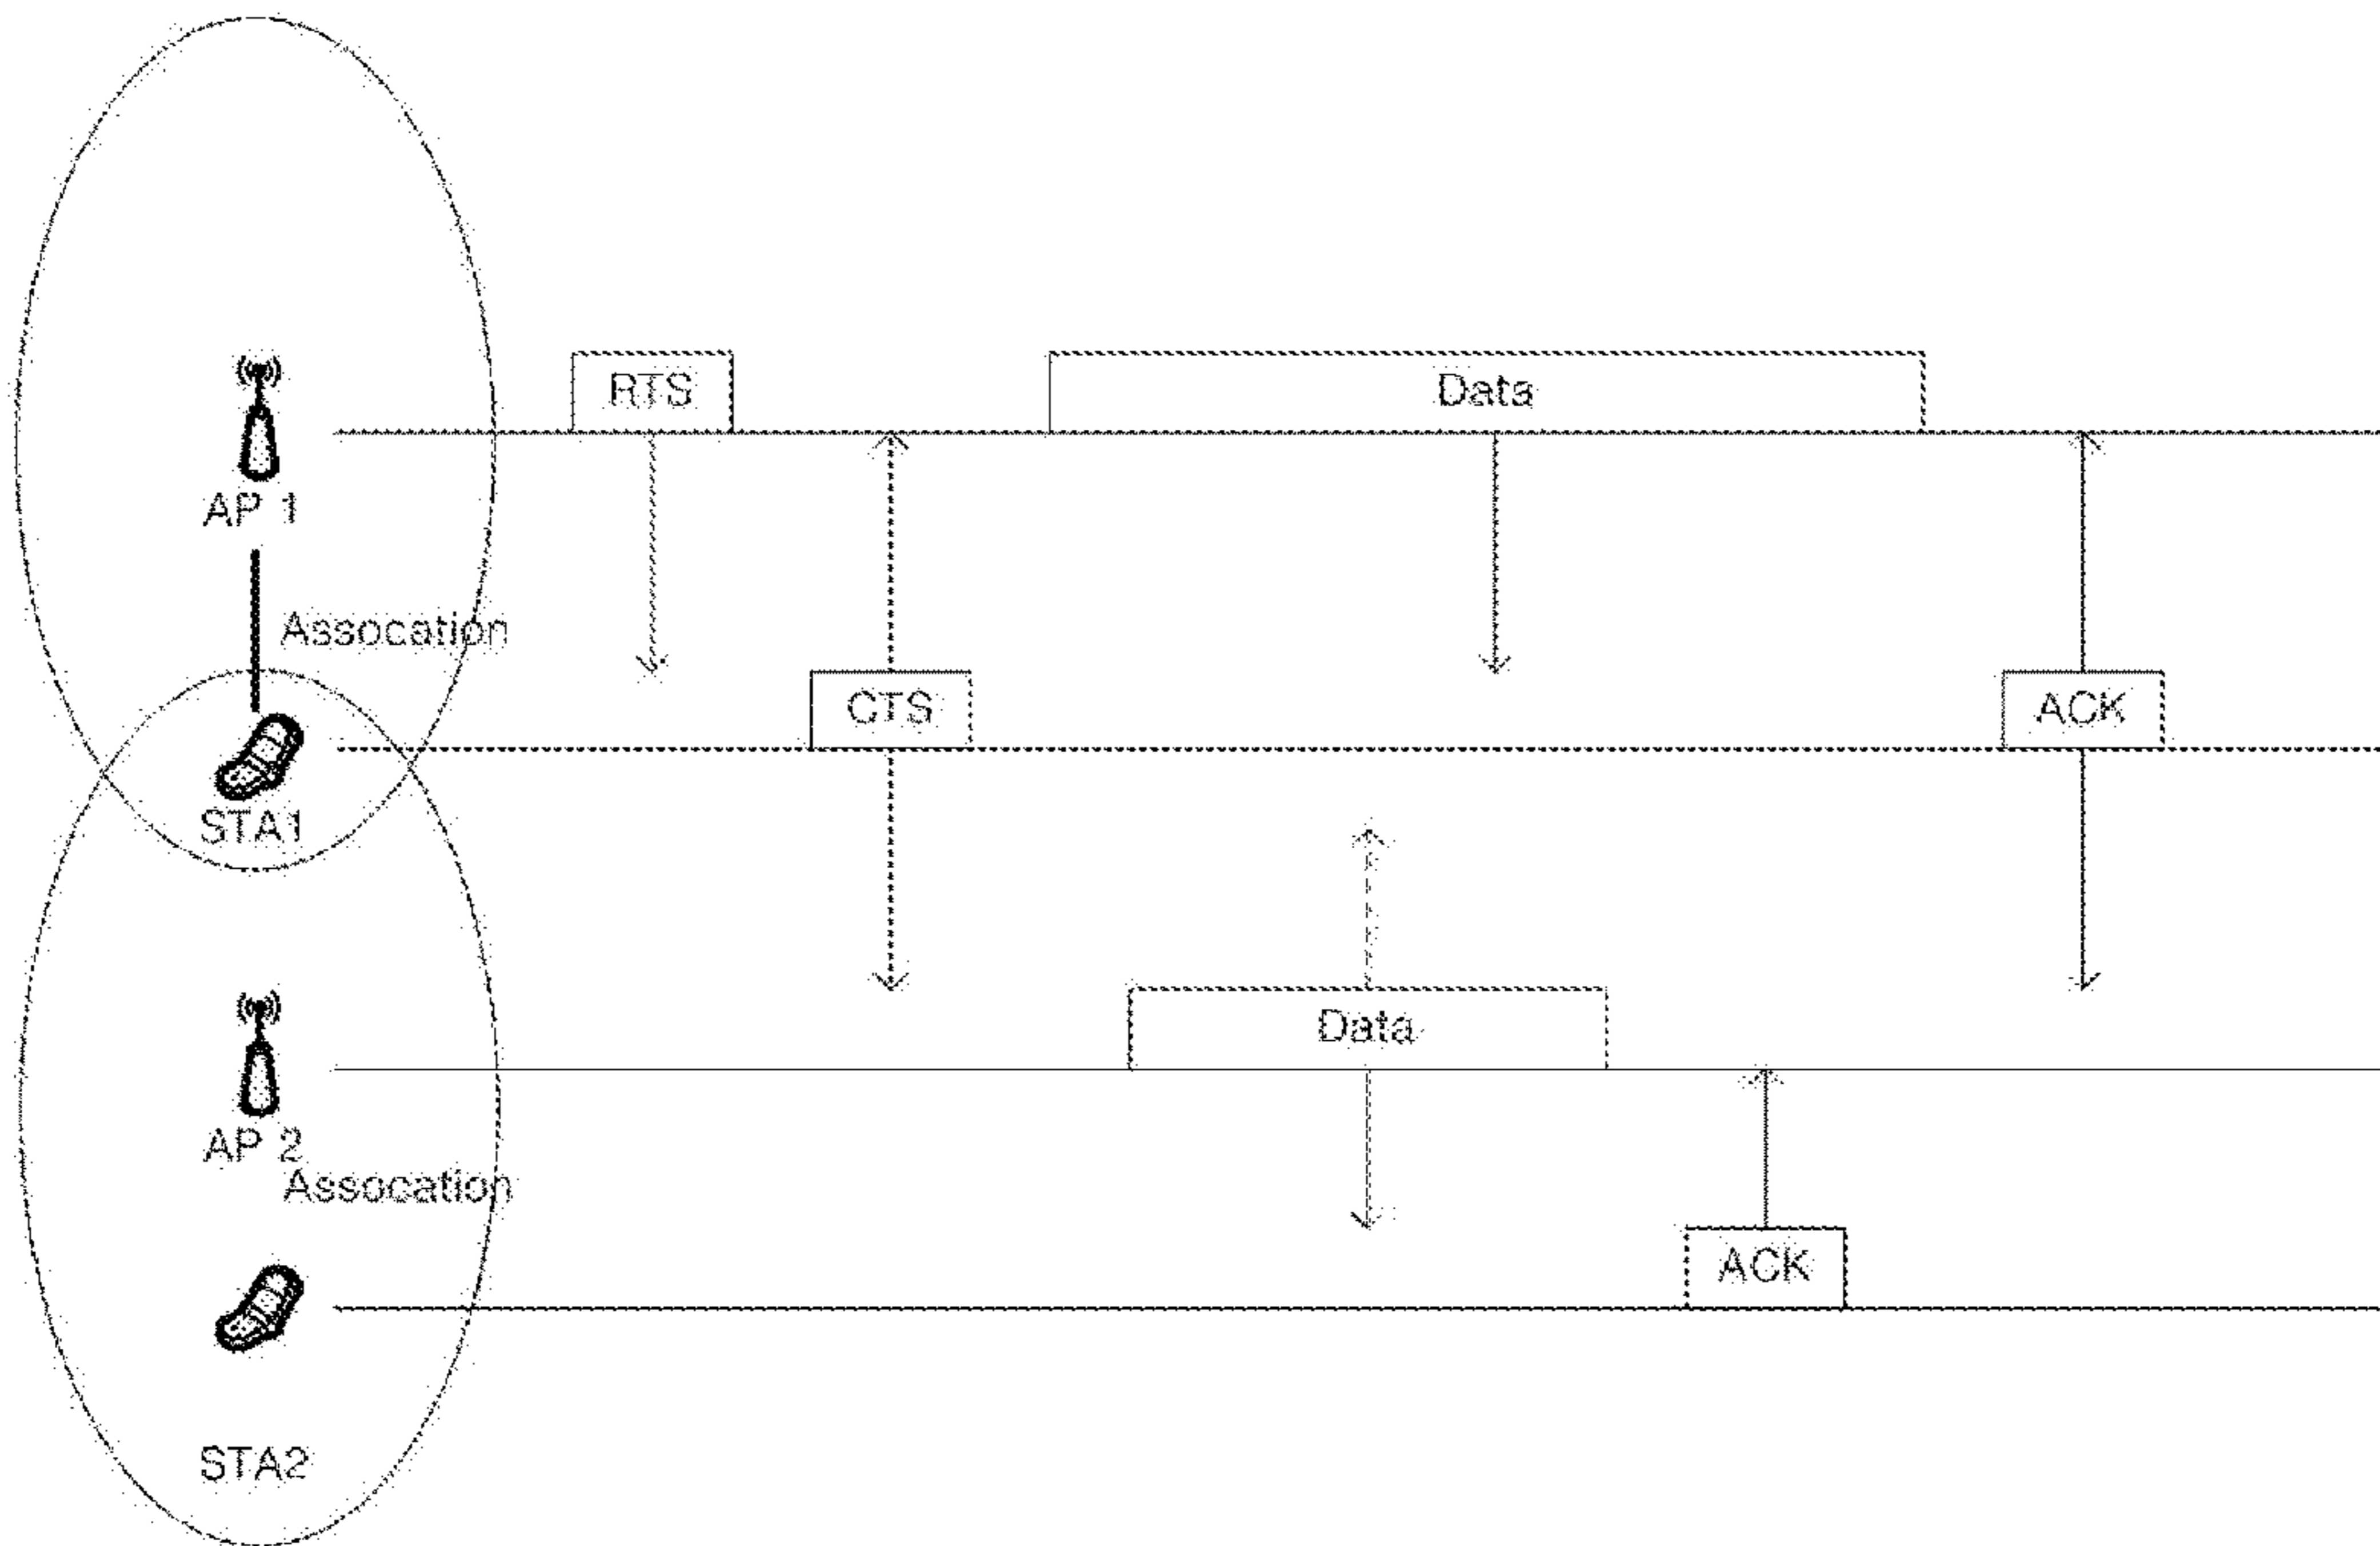 RTS
Data
AP 1
Assocation
CTS
ACK
STA1
Data
AP 2
Assocation
ACK
STA2